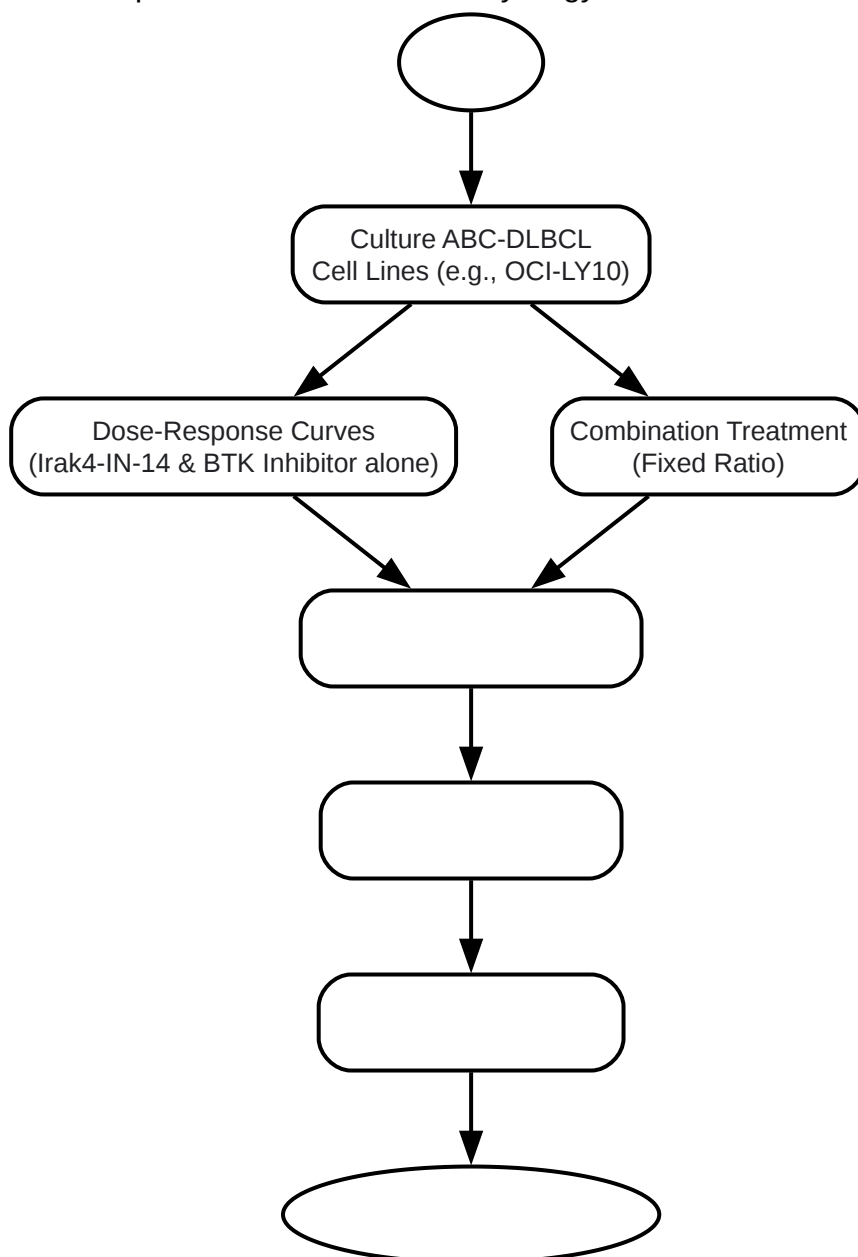 Culture ABC-DLBCL
Cell Lines (e.g., OCI-LY10)
Dose-Response Curves
(Irak4-IN-14 & BTK Inhibitor alone)
Combination Treatment
(Fixed Ratio)